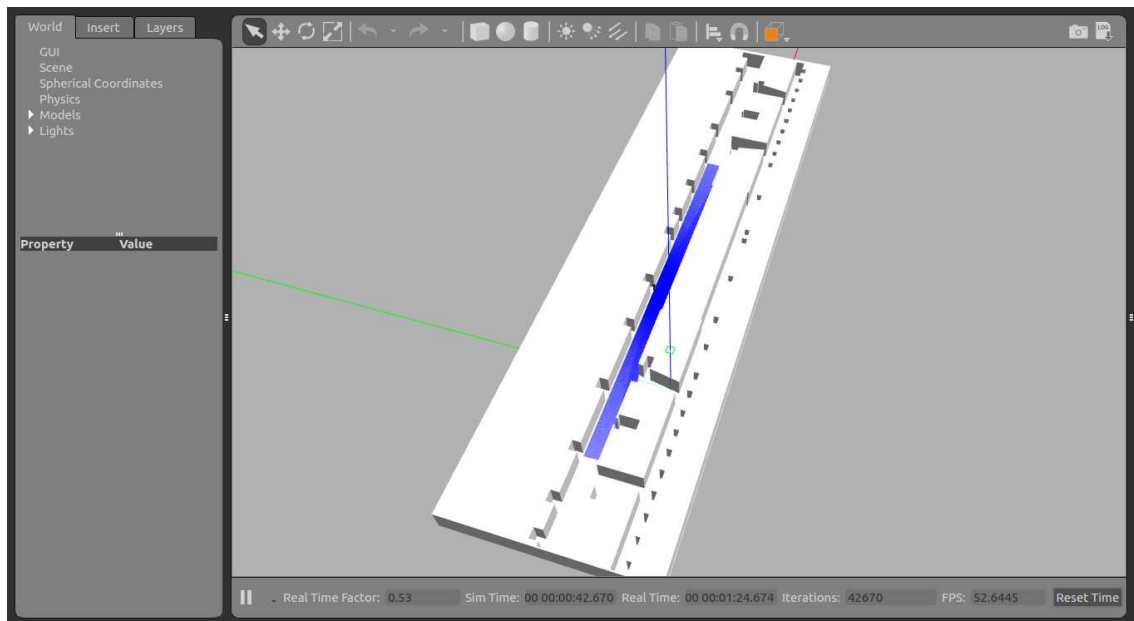 World Insert Layers
GUI
Scene
Spherical Coordinates
Physics
Models
Lights
Property Value
LOG
Real Time Factor: 0.53 Sim Time: 00 00:00:42.670 Real Time: 00 00:01:24.674 Iterations: 42670 FPS: 52.6445 Reset Time